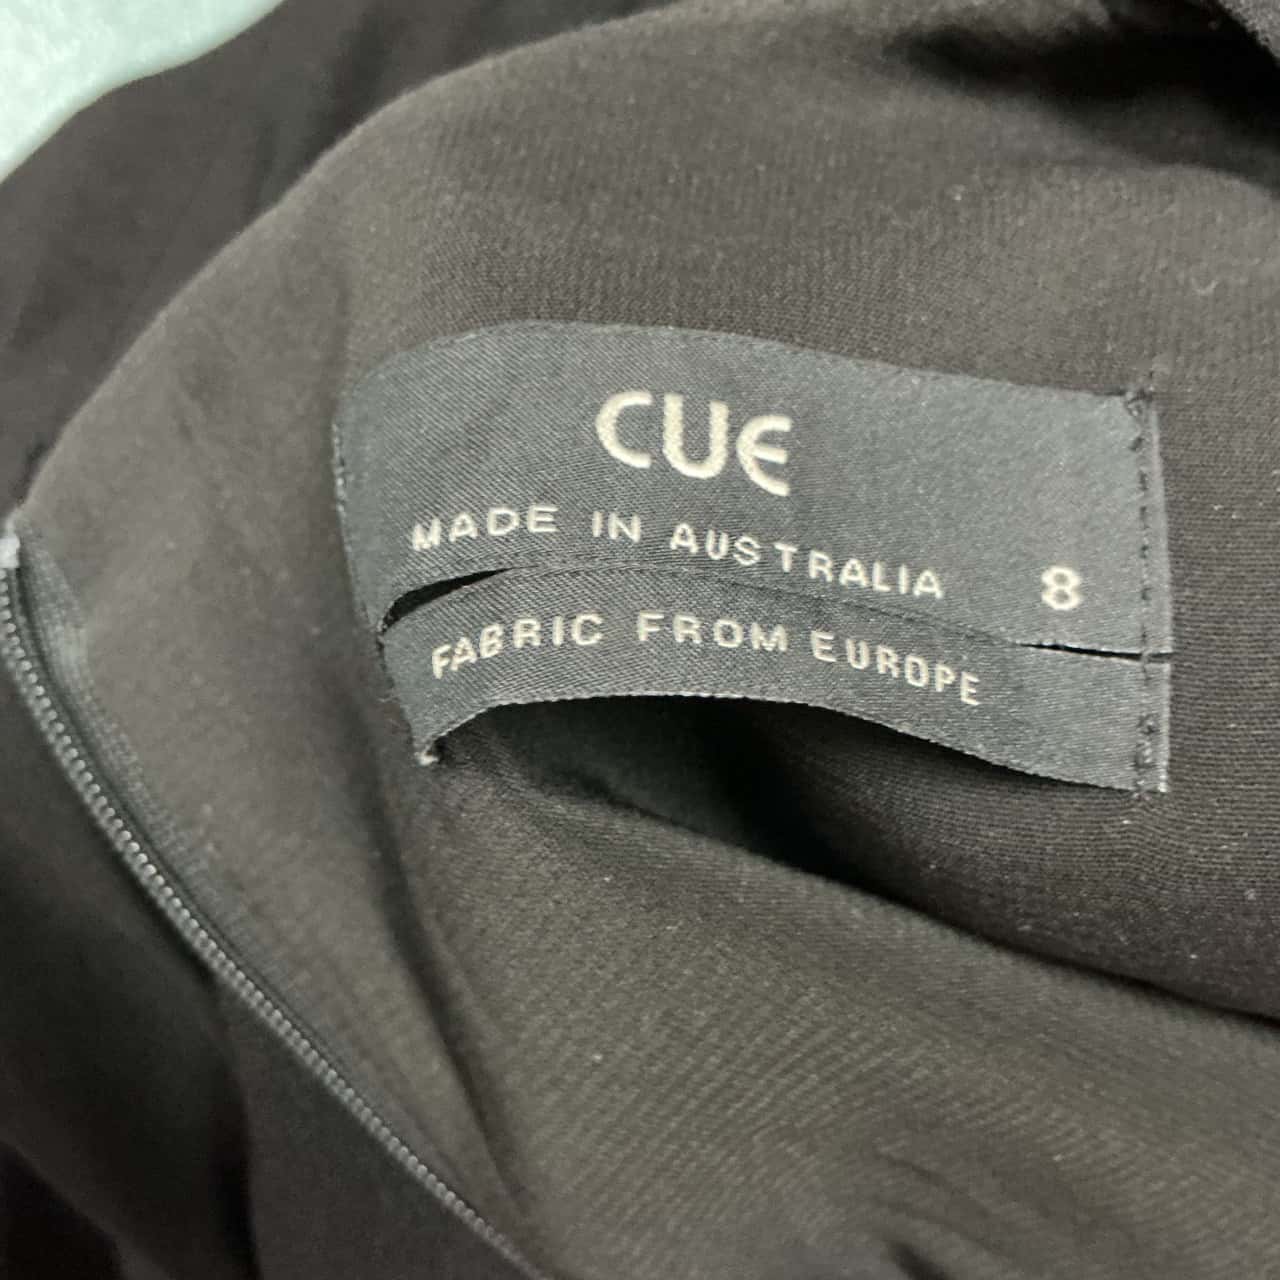 CUE
MADE IN AUSTRALIA 8
FABRIC FROM EUROPE